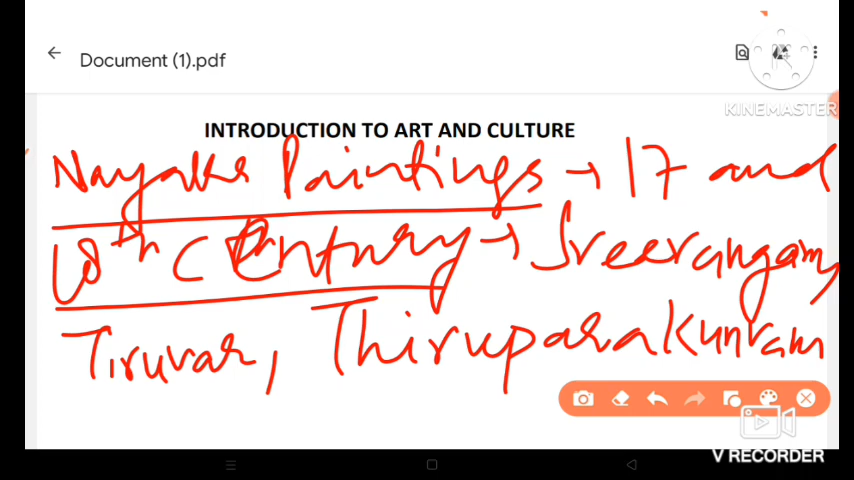 Document (1).pdf
KINEMASTER
INTRODUCTION TO ART AND CULTURE
Nayaka Paintings → 17 and
18th Century → Sreerangam,
Tiruvar, Thiruparakunram
V RECORDER